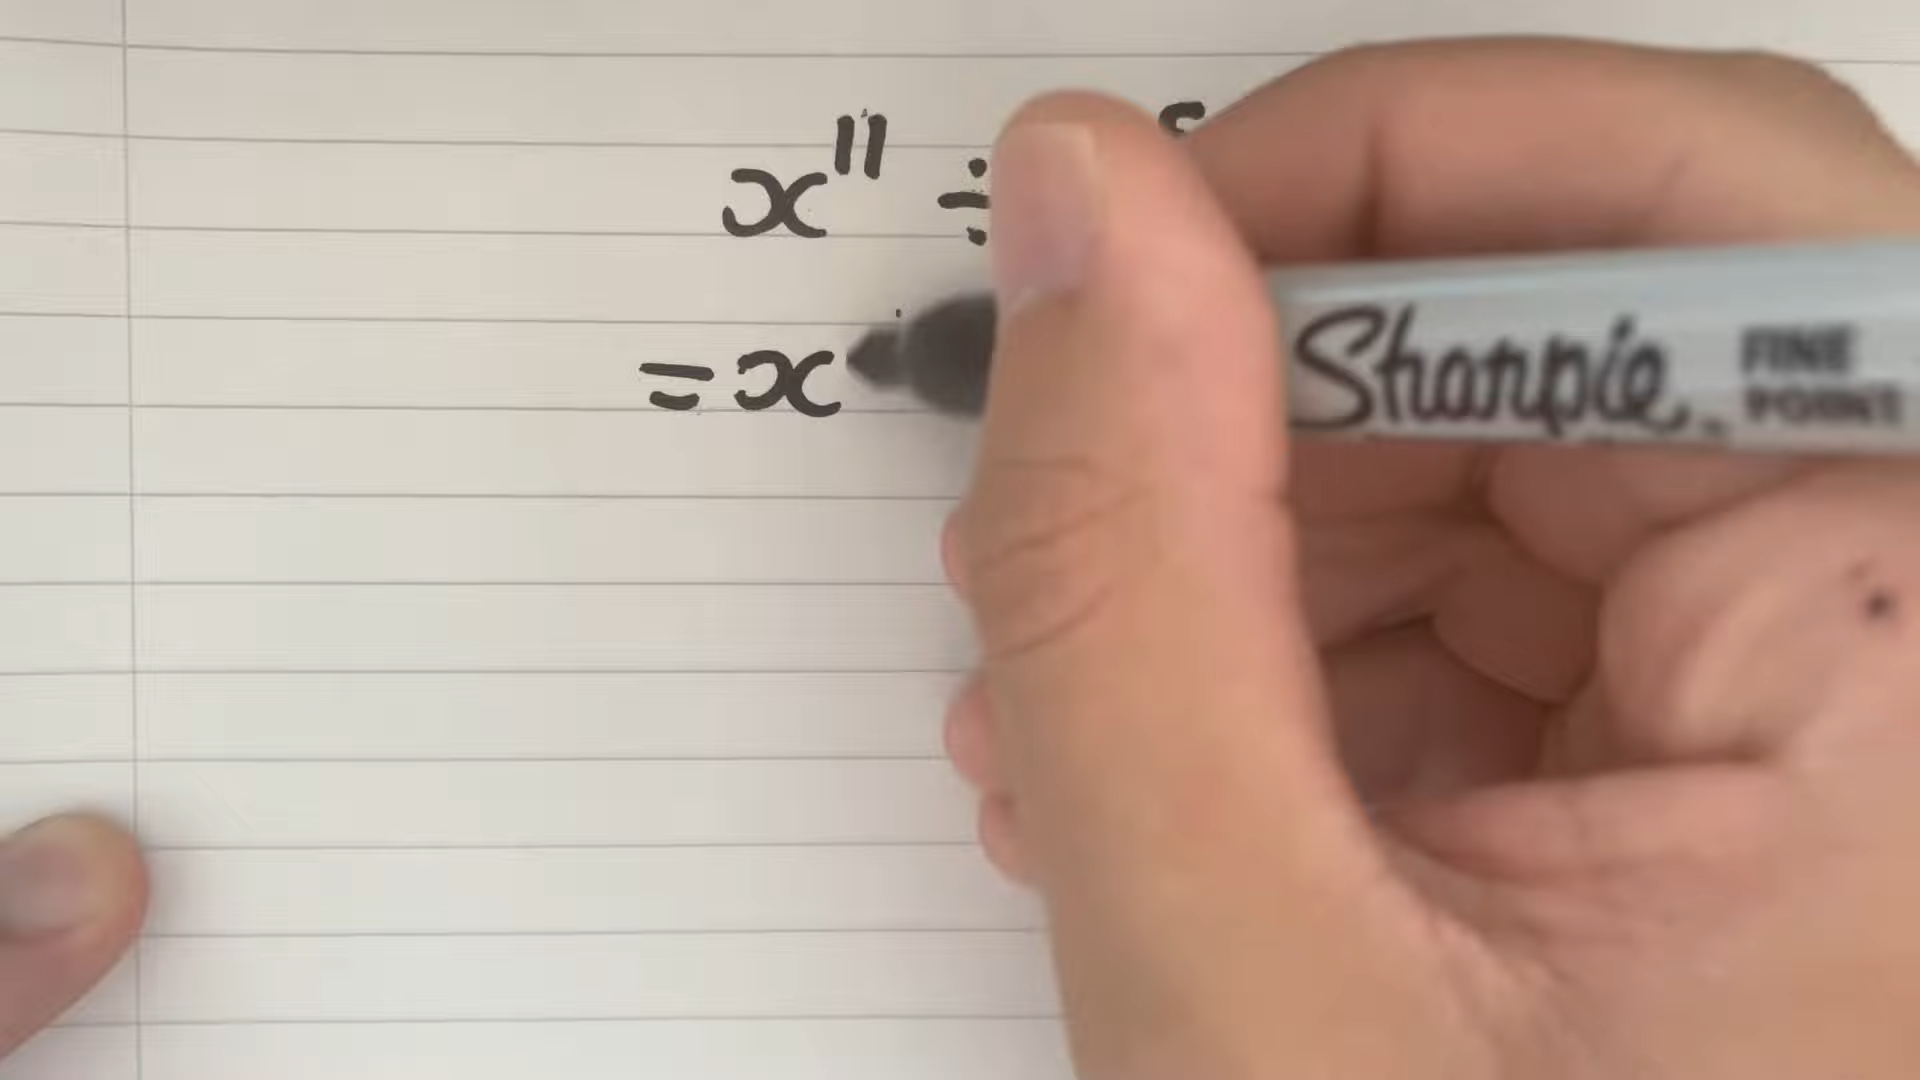 x¹¹ ÷
= x
Sharpie
FINE
POINT